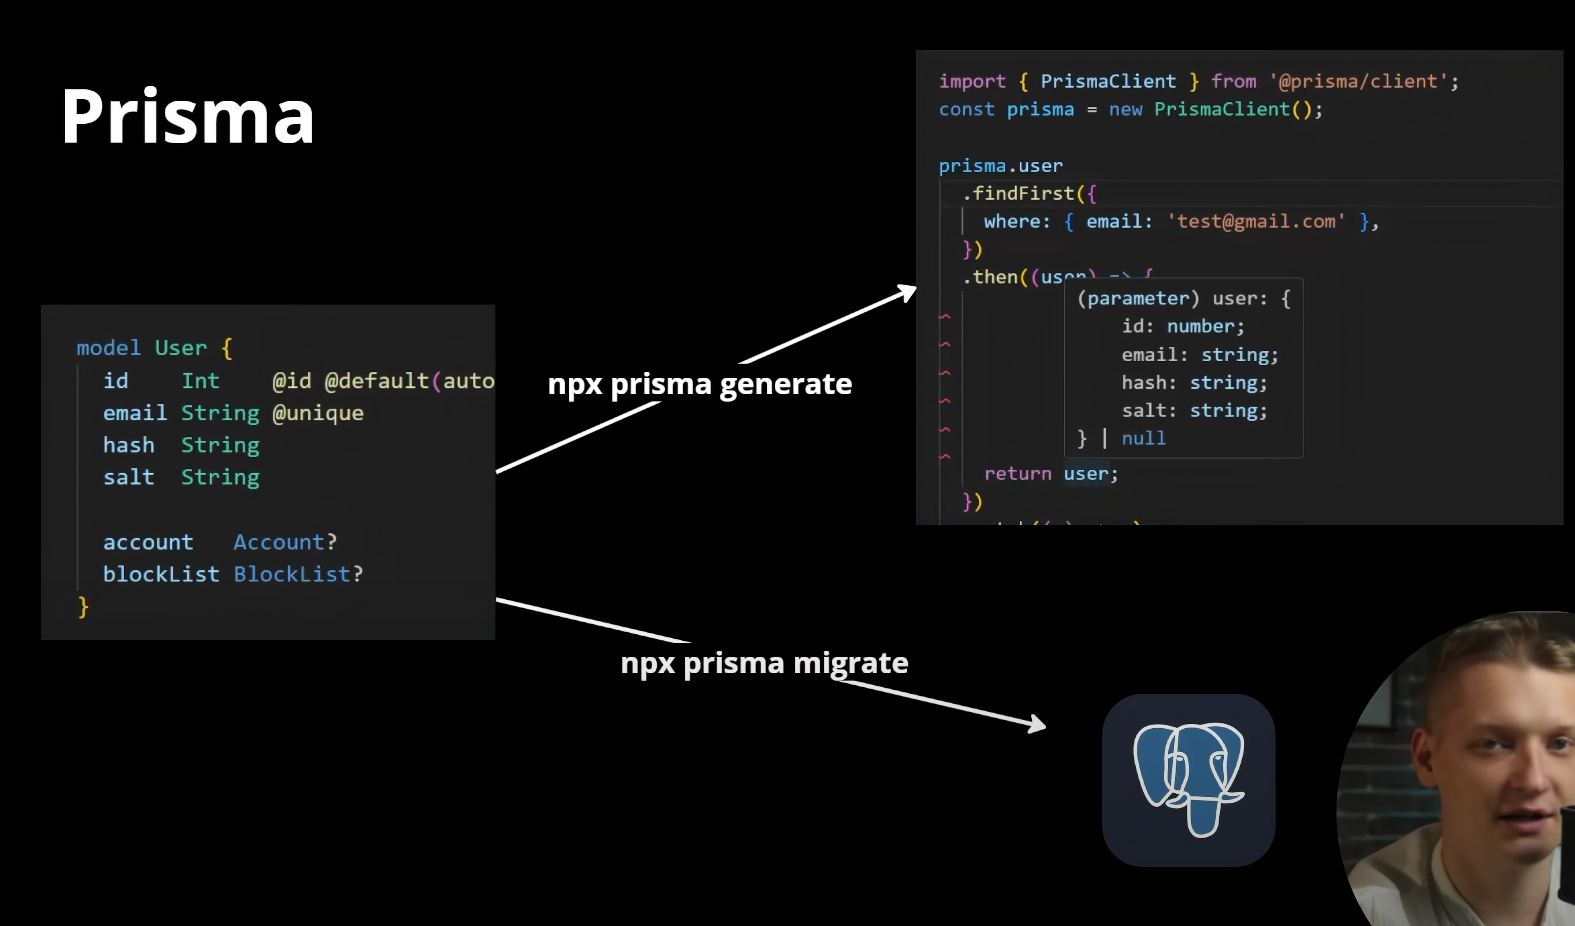 Prisma
model User {
id Int @id @default(auto
email String @unique
hash String
salt String
account Account?
blockList BlockList?
}
npx prisma generate
npx prisma migrate
import { PrismaClient } from '@prisma/client';
const prisma = new PrismaClient();
prisma.user
.findFirst({
where: { email: 'test@gmail.com' },
})
.then((user) => {
(parameter) user: {
id: number;
email: string;
hash: string;
salt: string;
} | null
return user;
})